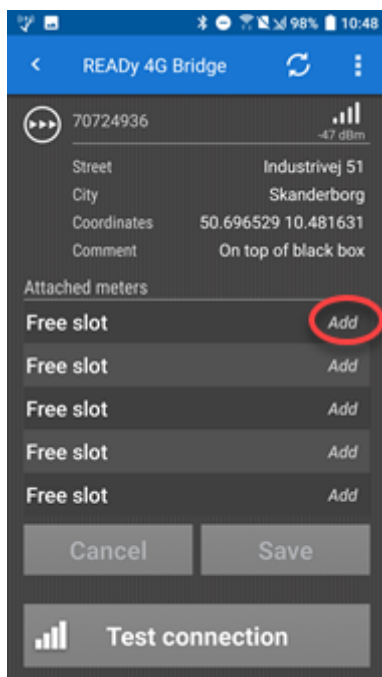 98% 10:48
READy 4G Bridge
70724936
-47 dBm
Street Industrivej 51
City Skanderborg
Coordinates 50.696529 10.481631
Comment On top of black box
Attached meters
Free slot Add
Free slot Add
Free slot Add
Free slot Add
Free slot Add
Cancel Save
Test connection